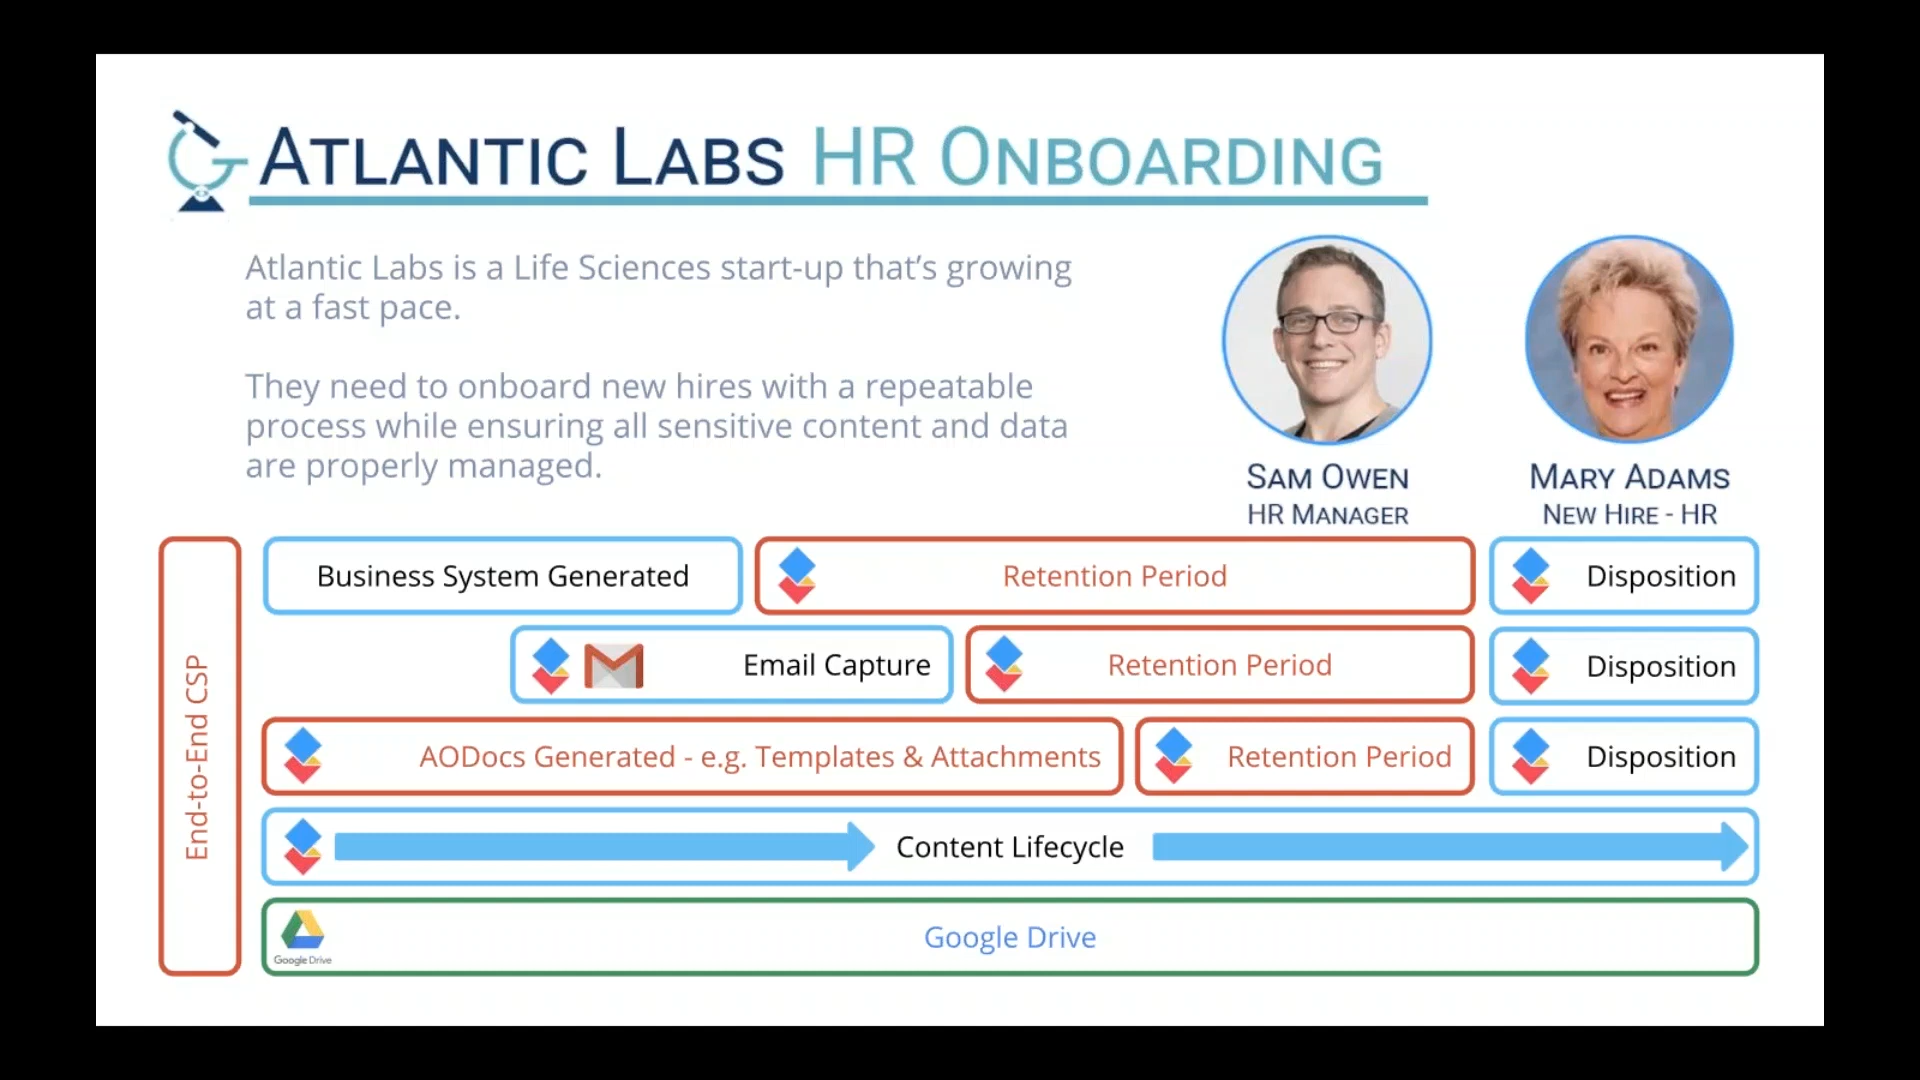 ATLANTIC LABS HR ONBOARDING
Atlantic Labs is a Life Sciences start-up that's growing
at a fast pace.
They need to onboard new hires with a repeatable
process while ensuring all sensitive content and data
are properly managed.
SAM OWEN
HR MANAGER
MARY ADAMS
NEW HIRE - HR
End-to-End CSP
Business System Generated
Retention Period
Disposition
Email Capture
Retention Period
Disposition
AODocs Generated - e.g. Templates & Attachments
Retention Period
Disposition
Content Lifecycle
Google Drive
Google Drive